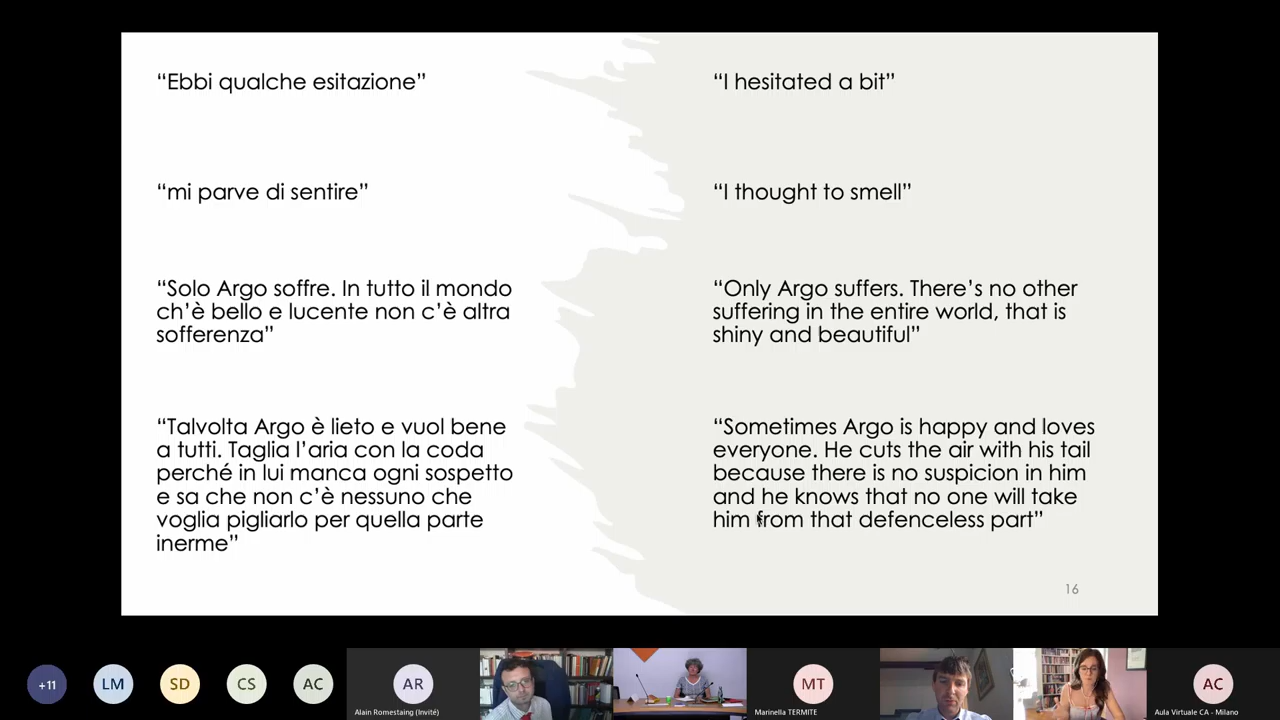 “Ebbi qualche esitazione”
“I hesitated a bit”
“mi parve di sentire”
“I thought to smell”
“Solo Argo soffre. In tutto il mondo
ch’è bello e lucente non c’è altra
sofferenza”
“Only Argo suffers. There’s no other
suffering in the entire world, that is
shiny and beautiful”
“Talvolta Argo è lieto e vuol bene
a tutti. Taglia l’aria con la coda
perché in lui manca ogni sospetto
e sa che non c’è nessuno che
voglia pigliarlo per quella parte
inerme”
“Sometimes Argo is happy and loves
everyone. He cuts the air with his tail
because there is no suspicion in him
and he knows that no one will take
him from that defenceless part”
16
+11
LM
SD
CS
AC
AR
Alain Romestaing (Invité)
MT
Marinella TERMITE
AC
Aula Virtuale CA - Milano